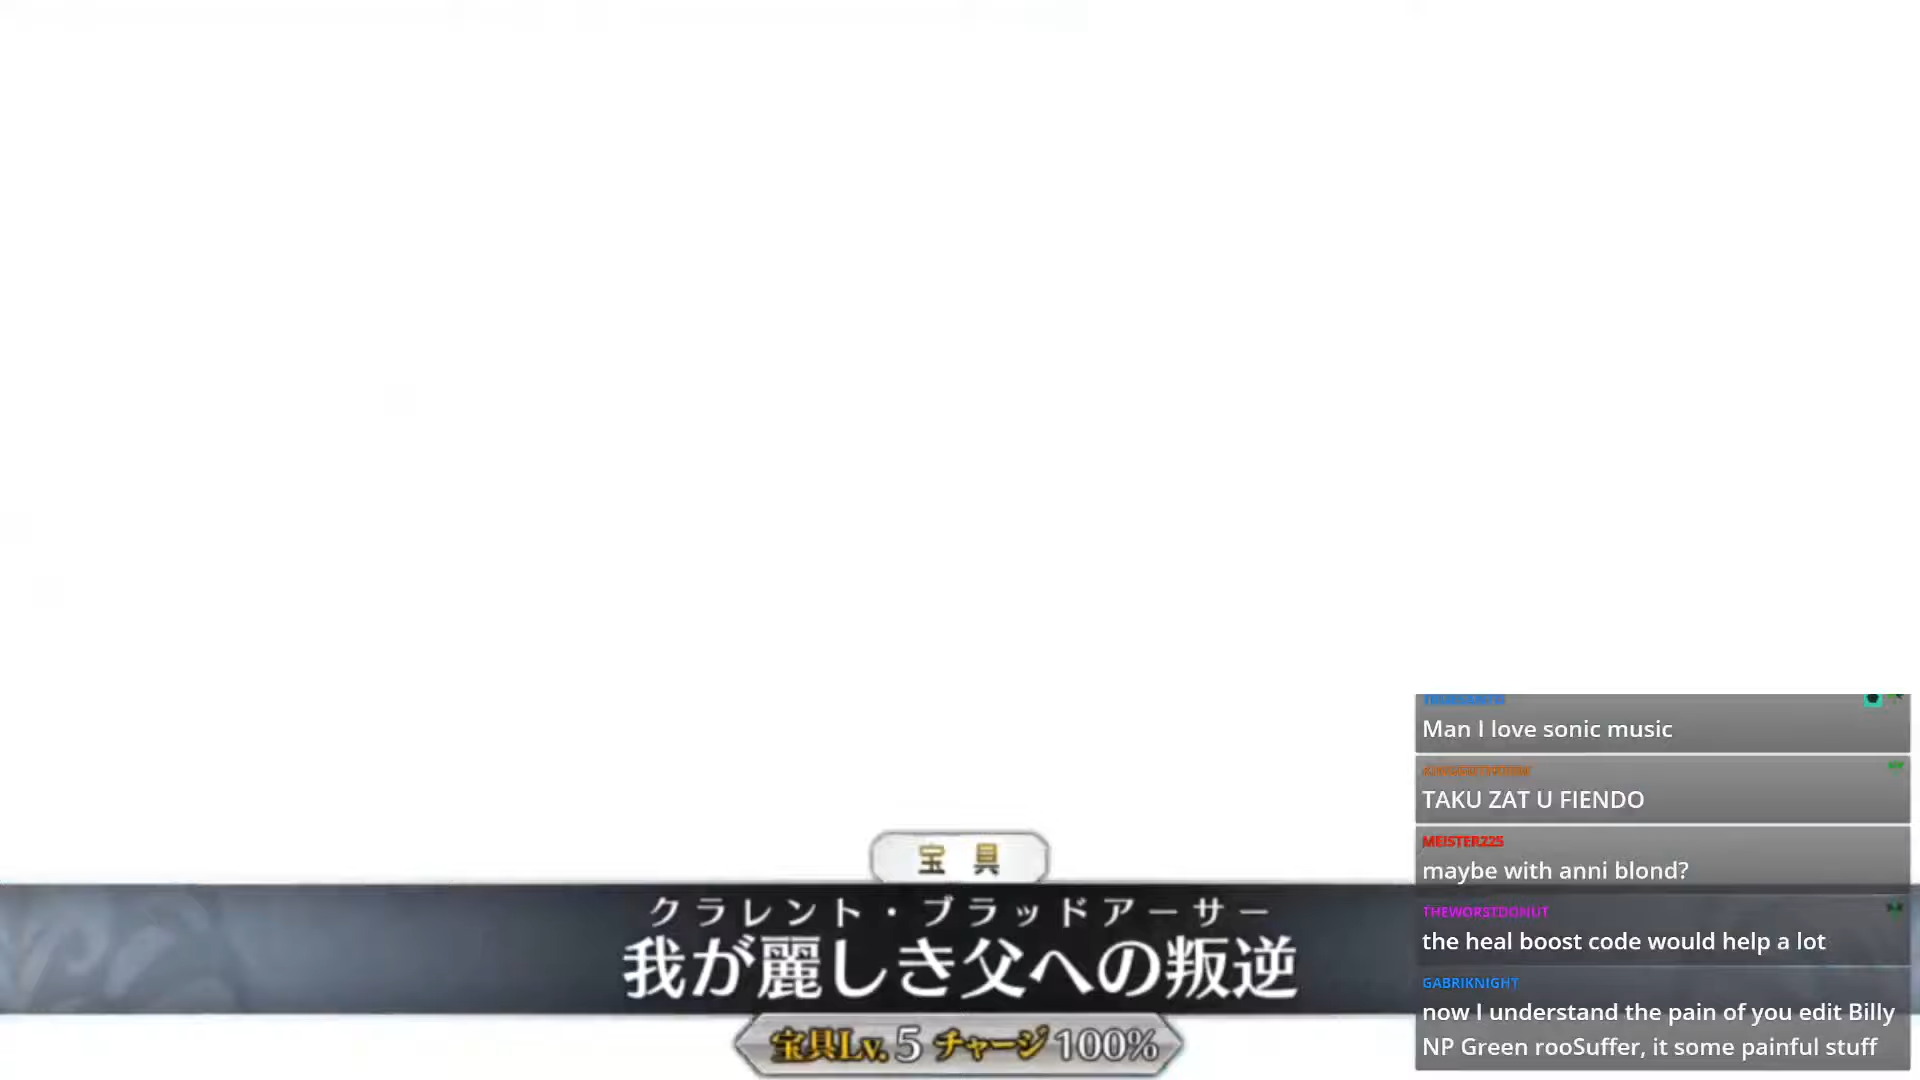 Man I love sonic music
TAKU ZAT U FIENDO
MEISTER225
maybe with anni blond?
THEWORSTDONUT
the heal boost code would help a lot
GABRIKNIGHT
now I understand the pain of you edit Billy
NP Green rooSuffer, it some painful stuff
宝具
クラレント・ブラッドアーサー
我が麗しき父への叛逆
宝具Lv.5 チャージ100%